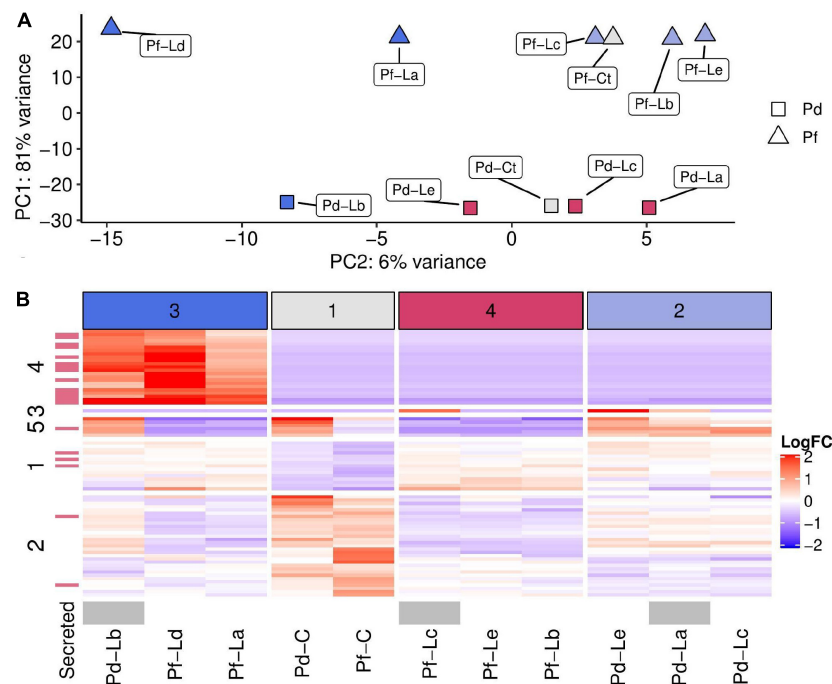 A
PC1: 81% variance
20
10
0
−10
−20
−30
Pf−Ld
Pf−La
Pf−Lc
Pf−Ct
Pf−Lb
Pf−Le
Pd−Lb
Pd−Le
Pd−Ct
Pd−Lc
Pd−La
Pd
Pf
−15
−10
−5
0
5
PC2: 6% variance
B
3
1
4
2
4
3
5
1
2
LogFC
2
1
0
−1
−2
Secreted
Pd−Lb
Pf−Ld
Pf−La
Pd−C
Pf−C
Pf−Lc
Pf−Le
Pf−Lb
Pd−Le
Pd−La
Pd−Lc